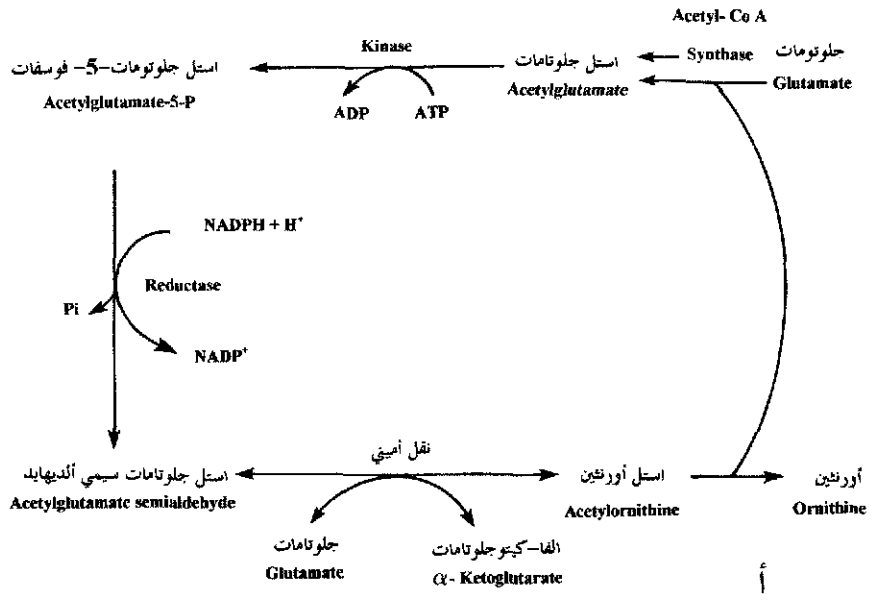 Acetyl- Co A
جلوتومات
Synthase
استل جلوتامات
Kinase
استل جلوتومات-5- فوسفات
Glutamate
Acetylglutamate
Acetylglutamate-5-P
ADP
ATP
NADPH + H⁺
Reductase
Pi
NADP⁺
نقل أميني
استل جلوتامات سيمي ألديهايد
استل أورنثين
أورنثين
Acetylglutamate semialdehyde
Acetylornithine
Ornithine
جلوتامات
الفا-كيتوجلوتامات
Glutamate
α- Ketoglutarate
أ